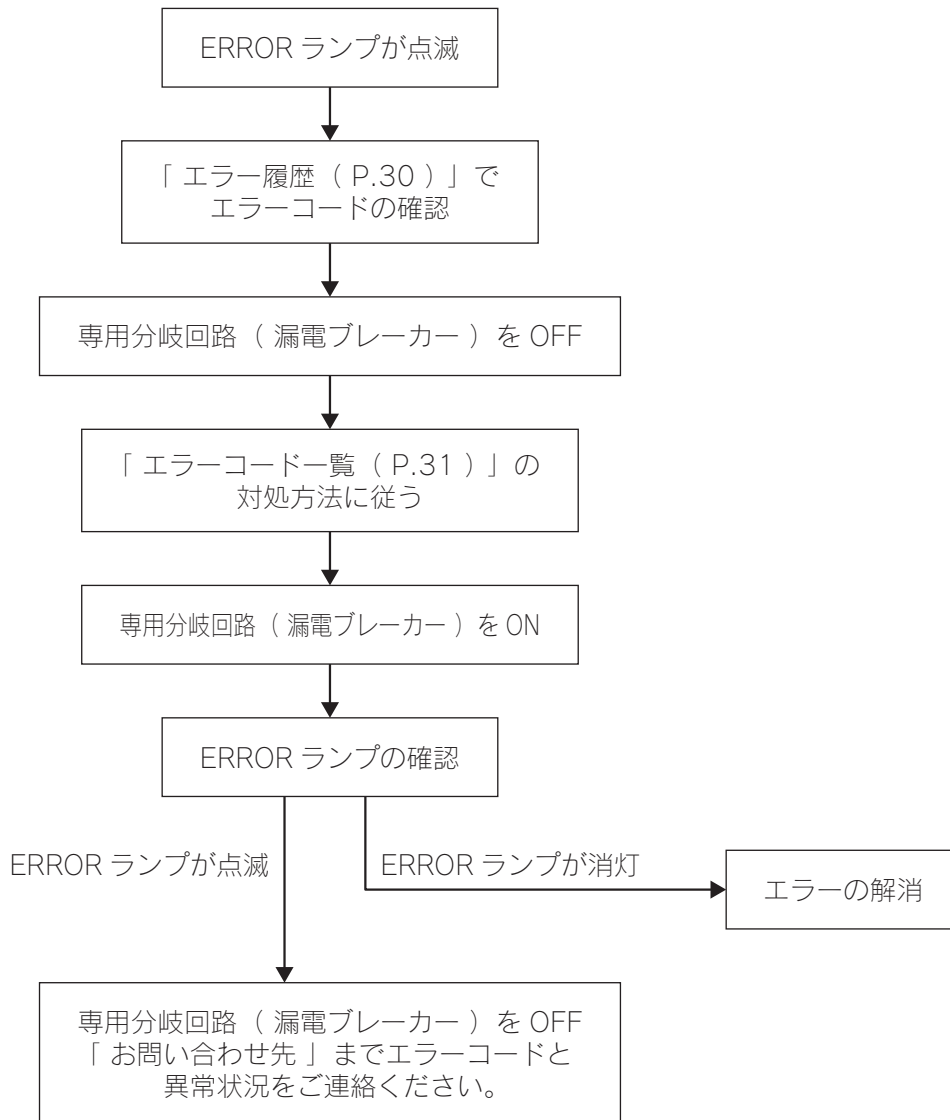 ERROR ランプが点滅
「 エラー履歴（ P.30 ）」で
エラーコードの確認
専用分岐回路（ 漏電ブレーカー ）を OFF
「 エラーコード一覧（ P.31 ）」の
対処方法に従う
専用分岐回路（ 漏電ブレーカー ）を ON
ERROR ランプの確認
ERROR ランプが点滅
ERROR ランプが消灯
エラーの解消
専用分岐回路（ 漏電ブレーカー ）を OFF
「 お問い合わせ先 」までエラーコードと
異常状況をご連絡ください。